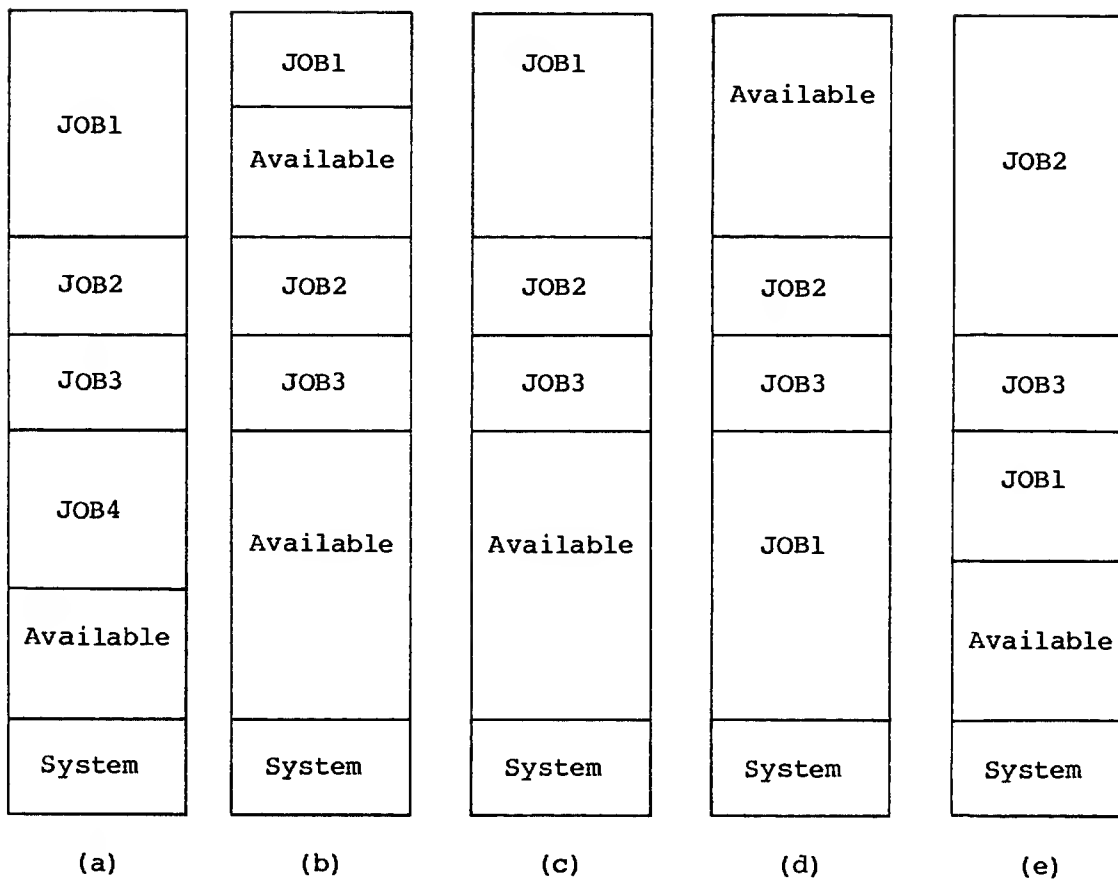 JOB1
JOB2
JOB3
JOB4
Available
System
(a)
JOB1
Available
JOB2
JOB3
Available
System
(b)
JOB1
JOB2
JOB3
Available
System
(c)
Available
JOB2
JOB3
JOB1
System
(d)
JOB2
JOB3
JOB1
Available
System
(e)